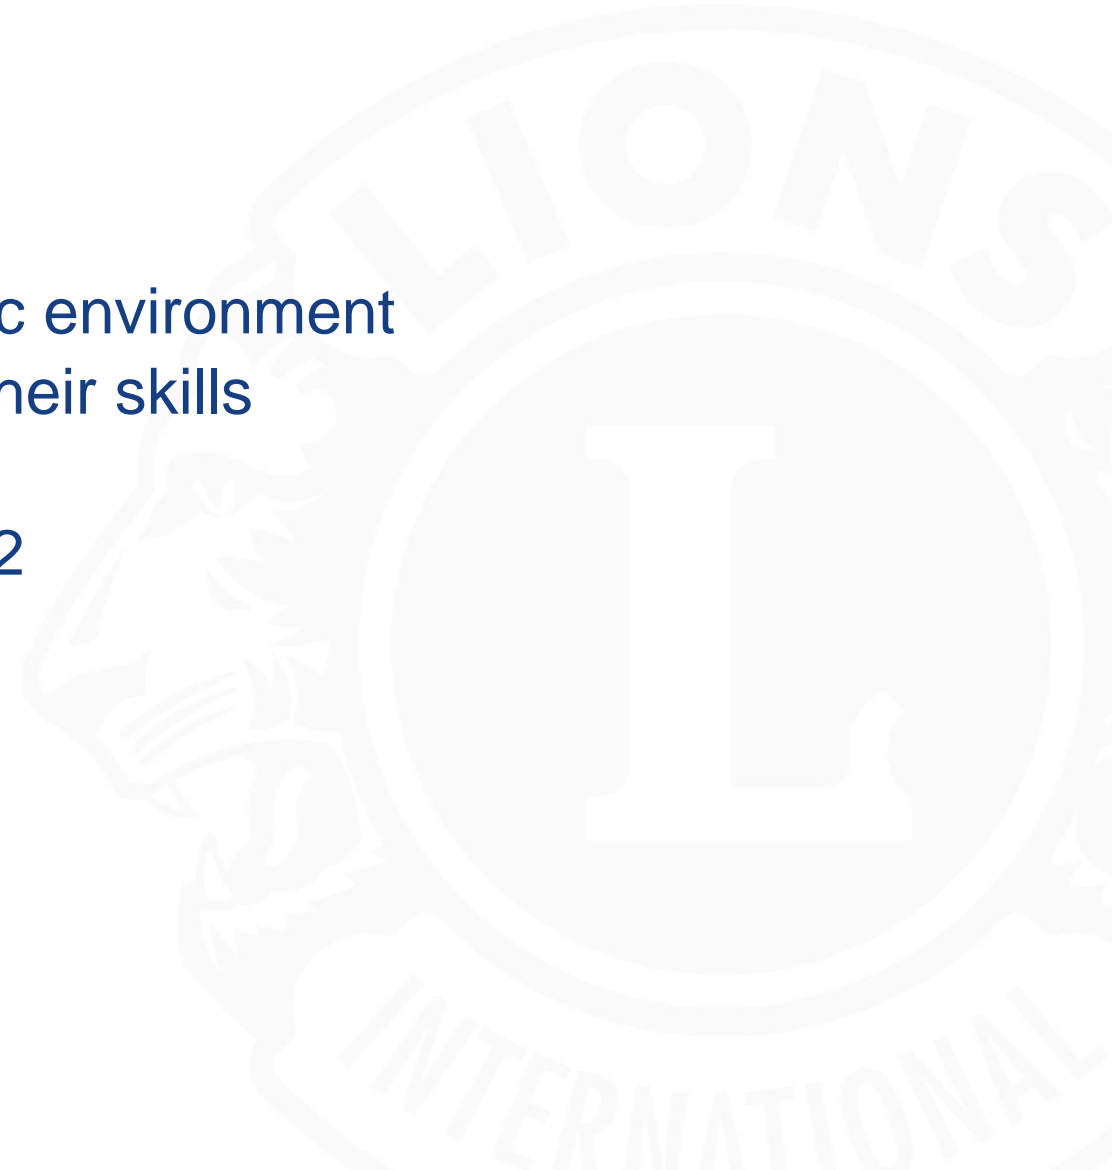 LIONS
c environment
heir skills
2
L
INTERNATIONAL